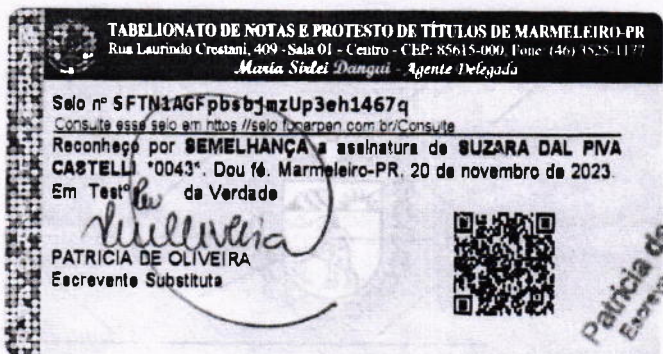 TABELIONATO DE NOTAS E PROTESTO DE TÍTULOS DE MARMELEIRO-PR
Rua Laurindo Crestani, 409 - Sala 01 - Centro - CEP: 85615-000, Fone: (46) 3525-1177
Maria Sirlei Dangui - Agente Delegada
Selo nº SFTN1AGFpbsbjmzUp3eh1467q
Consulte esse selo em https //selo funarpen com br/Consulte
Reconheço por SEMELHANÇA a assinatura de SUZARA DAL PIVA
CASTELLI *0043*. Dou fé. Marmeleiro-PR, 20 de novembro de 2023.
Em Testº da Verdade
PATRICIA DE OLIVEIRA
Escrevente Substituta
Patricia de